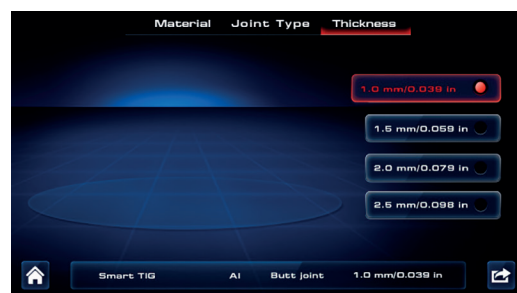 Material Joint Type Thickness
1.0 mm/0.039 in
1.5 mm/0.059 in
2.0 mm/0.079 in
2.5 mm/0.098 in
Smart TIG Al Butt joint 1.0 mm/0.039 in